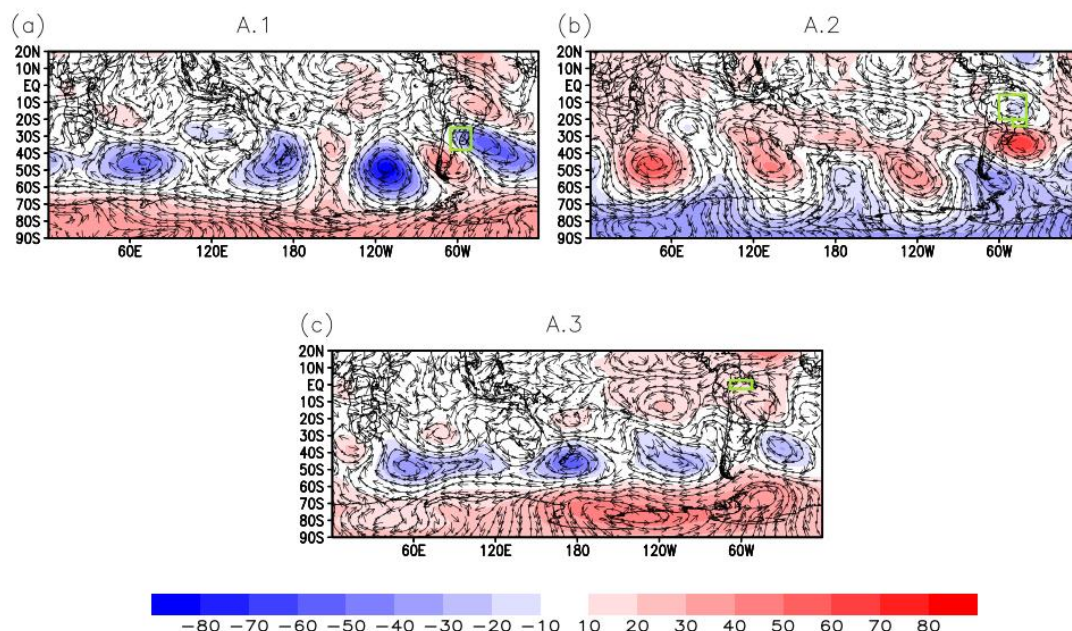 (a) A.1
(b) A.2
20N
10N
EQ
10S
20S
30S
40S
50S
60S
70S
80S
90S
60E 120E 180 120W 60W
20N
10N
EQ
10S
20S
30S
40S
50S
60S
70S
80S
90S
60E 120E 180 120W 60W
(c) A.3
20N
10N
EQ
10S
20S
30S
40S
50S
60S
70S
80S
90S
60E 120E 180 120W 60W
-80 -70 -60 -50 -40 -30 -20 -10 10 20 30 40 50 60 70 80